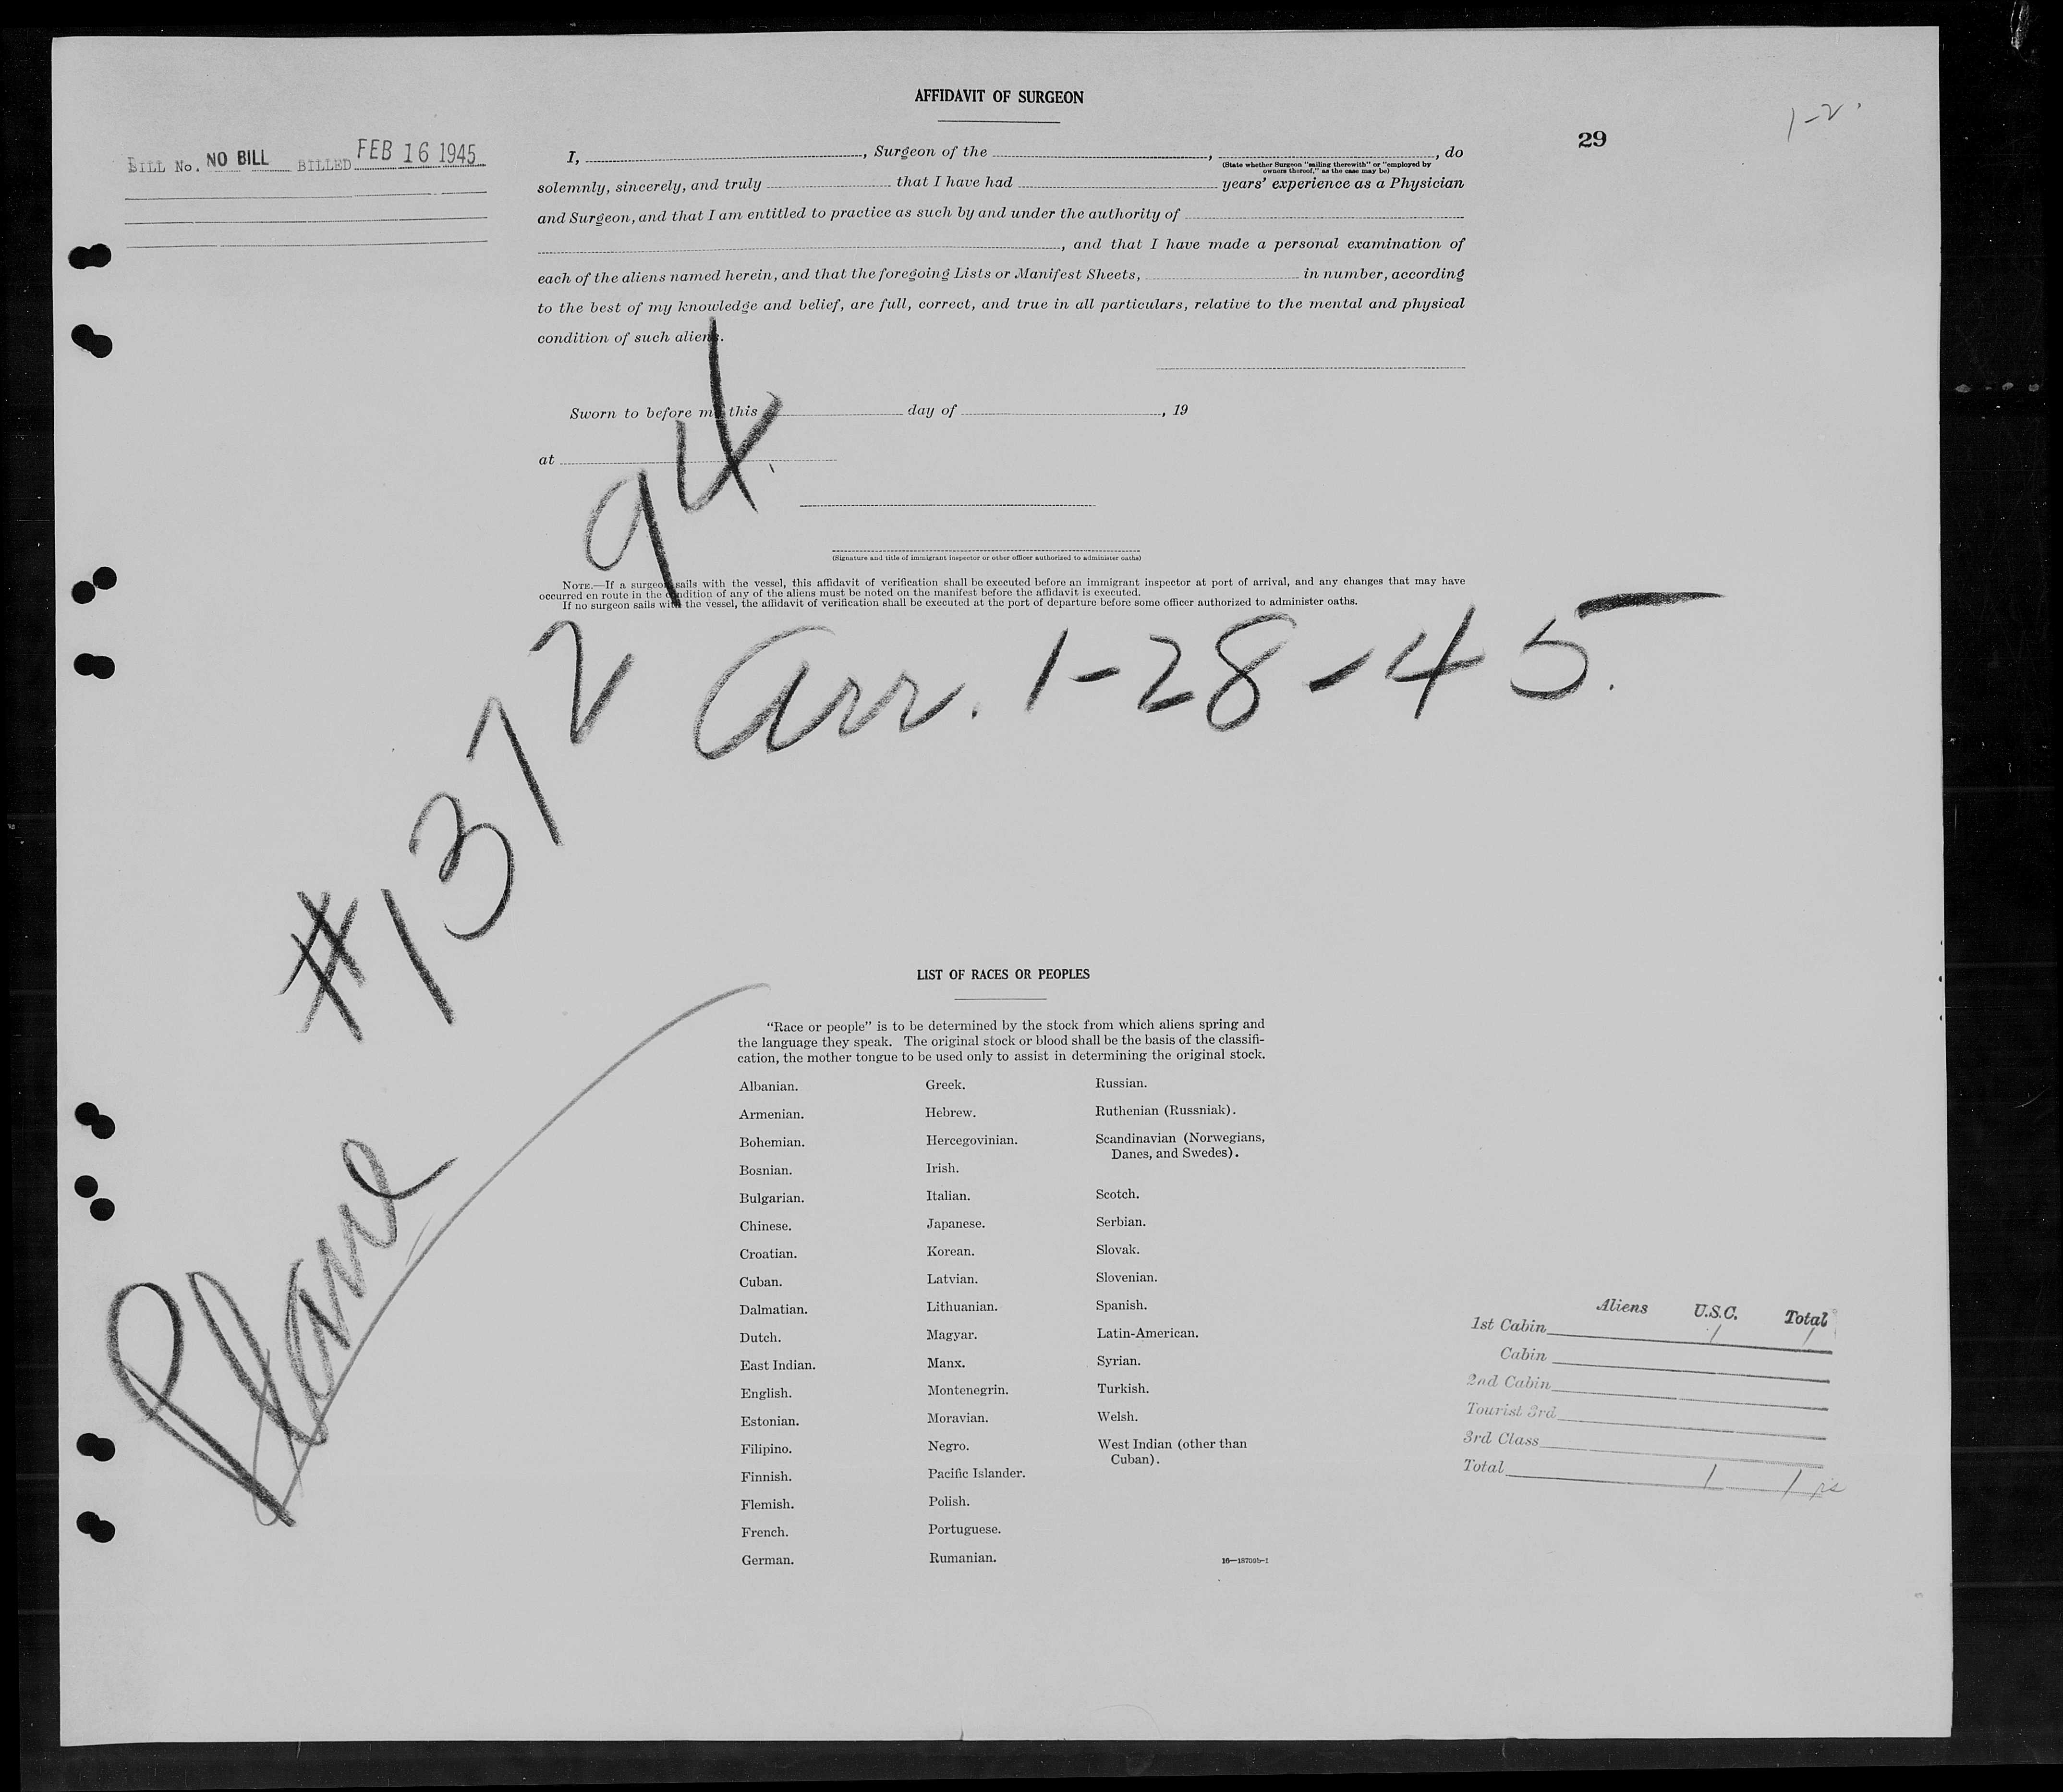 AFFIDAVIT OF SURGEON
29
1-2
BILL No. NO BILL BILLED FEB 16 1945
I, , Surgeon of the , , do
(State whether Surgeon "sailing therewith" or "employed by
owners thereof," as the case may be)
solemnly, sincerely, and truly that I have had years' experience as a Physician
and Surgeon, and that I am entitled to practice as such by and under the authority of
, and that I have made a personal examination of
each of the aliens named herein, and that the foregoing Lists or Manifest Sheets, in number, according
to the best of my knowledge and belief, are full, correct, and true in all particulars, relative to the mental and physical
condition of such aliens.
Sworn to before me this day of , 19
at
(Signature and title of immigrant inspector or other officer authorized to administer oaths)
NOTE.—If a surgeon sails with the vessel, this affidavit of verification shall be executed before an immigrant inspector at port of arrival, and any changes that may have
occurred en route in the condition of any of the aliens must be noted on the manifest before the affidavit is executed.
If no surgeon sails with the vessel, the affidavit of verification shall be executed at the port of departure before some officer authorized to administer oaths.
Plane #1372 94
arr. 1-28-45.
LIST OF RACES OR PEOPLES
"Race or people" is to be determined by the stock from which aliens spring and
the language they speak. The original stock or blood shall be the basis of the classifi-
cation, the mother tongue to be used only to assist in determining the original stock.
Albanian.
Armenian.
Bohemian.
Bosnian.
Bulgarian.
Chinese.
Croatian.
Cuban.
Dalmatian.
Dutch.
East Indian.
English.
Estonian.
Filipino.
Finnish.
Flemish.
French.
German.
Greek.
Hebrew.
Hercegovinian.
Irish.
Italian.
Japanese.
Korean.
Latvian.
Lithuanian.
Magyar.
Manx.
Montenegrin.
Moravian.
Negro.
Pacific Islander.
Polish.
Portuguese.
Rumanian.
Russian.
Ruthenian (Russniak).
Scandinavian (Norwegians,
Danes, and Swedes).
Scotch.
Serbian.
Slovak.
Slovenian.
Spanish.
Latin-American.
Syrian.
Turkish.
Welsh.
West Indian (other than
Cuban).
16—18709b-1
Aliens U.S.C. Total
1st Cabin 1 1
Cabin
2nd Cabin
Tourist 3rd
3rd Class
Total 1 1